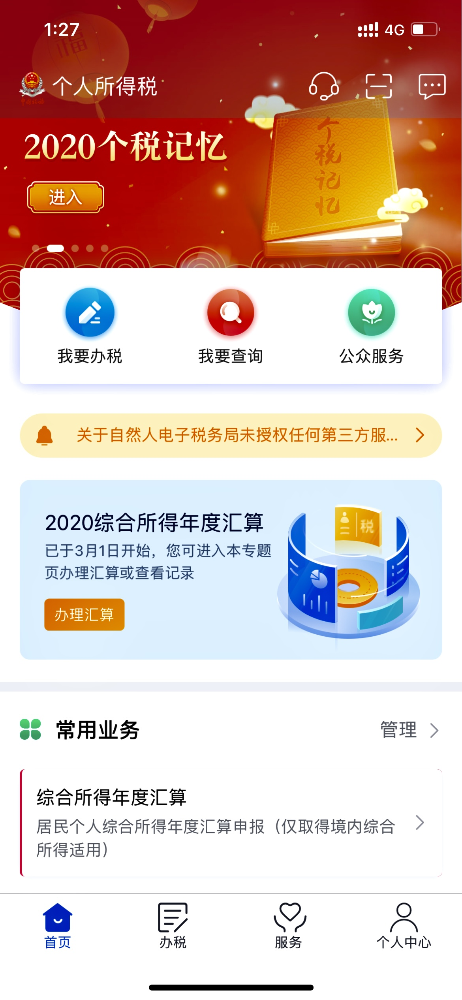 1:27
4G
个人所得税
2020个税记忆
进入
个税记忆
我要办税
我要查询
公众服务
关于自然人电子税务局未授权任何第三方服...
2020综合所得年度汇算
已于3月1日开始，您可进入本专题
页办理汇算或查看记录
办理汇算
税
常用业务
管理
综合所得年度汇算
居民个人综合所得年度汇算申报（仅取得境内综合
所得适用）
首页
办税
服务
个人中心